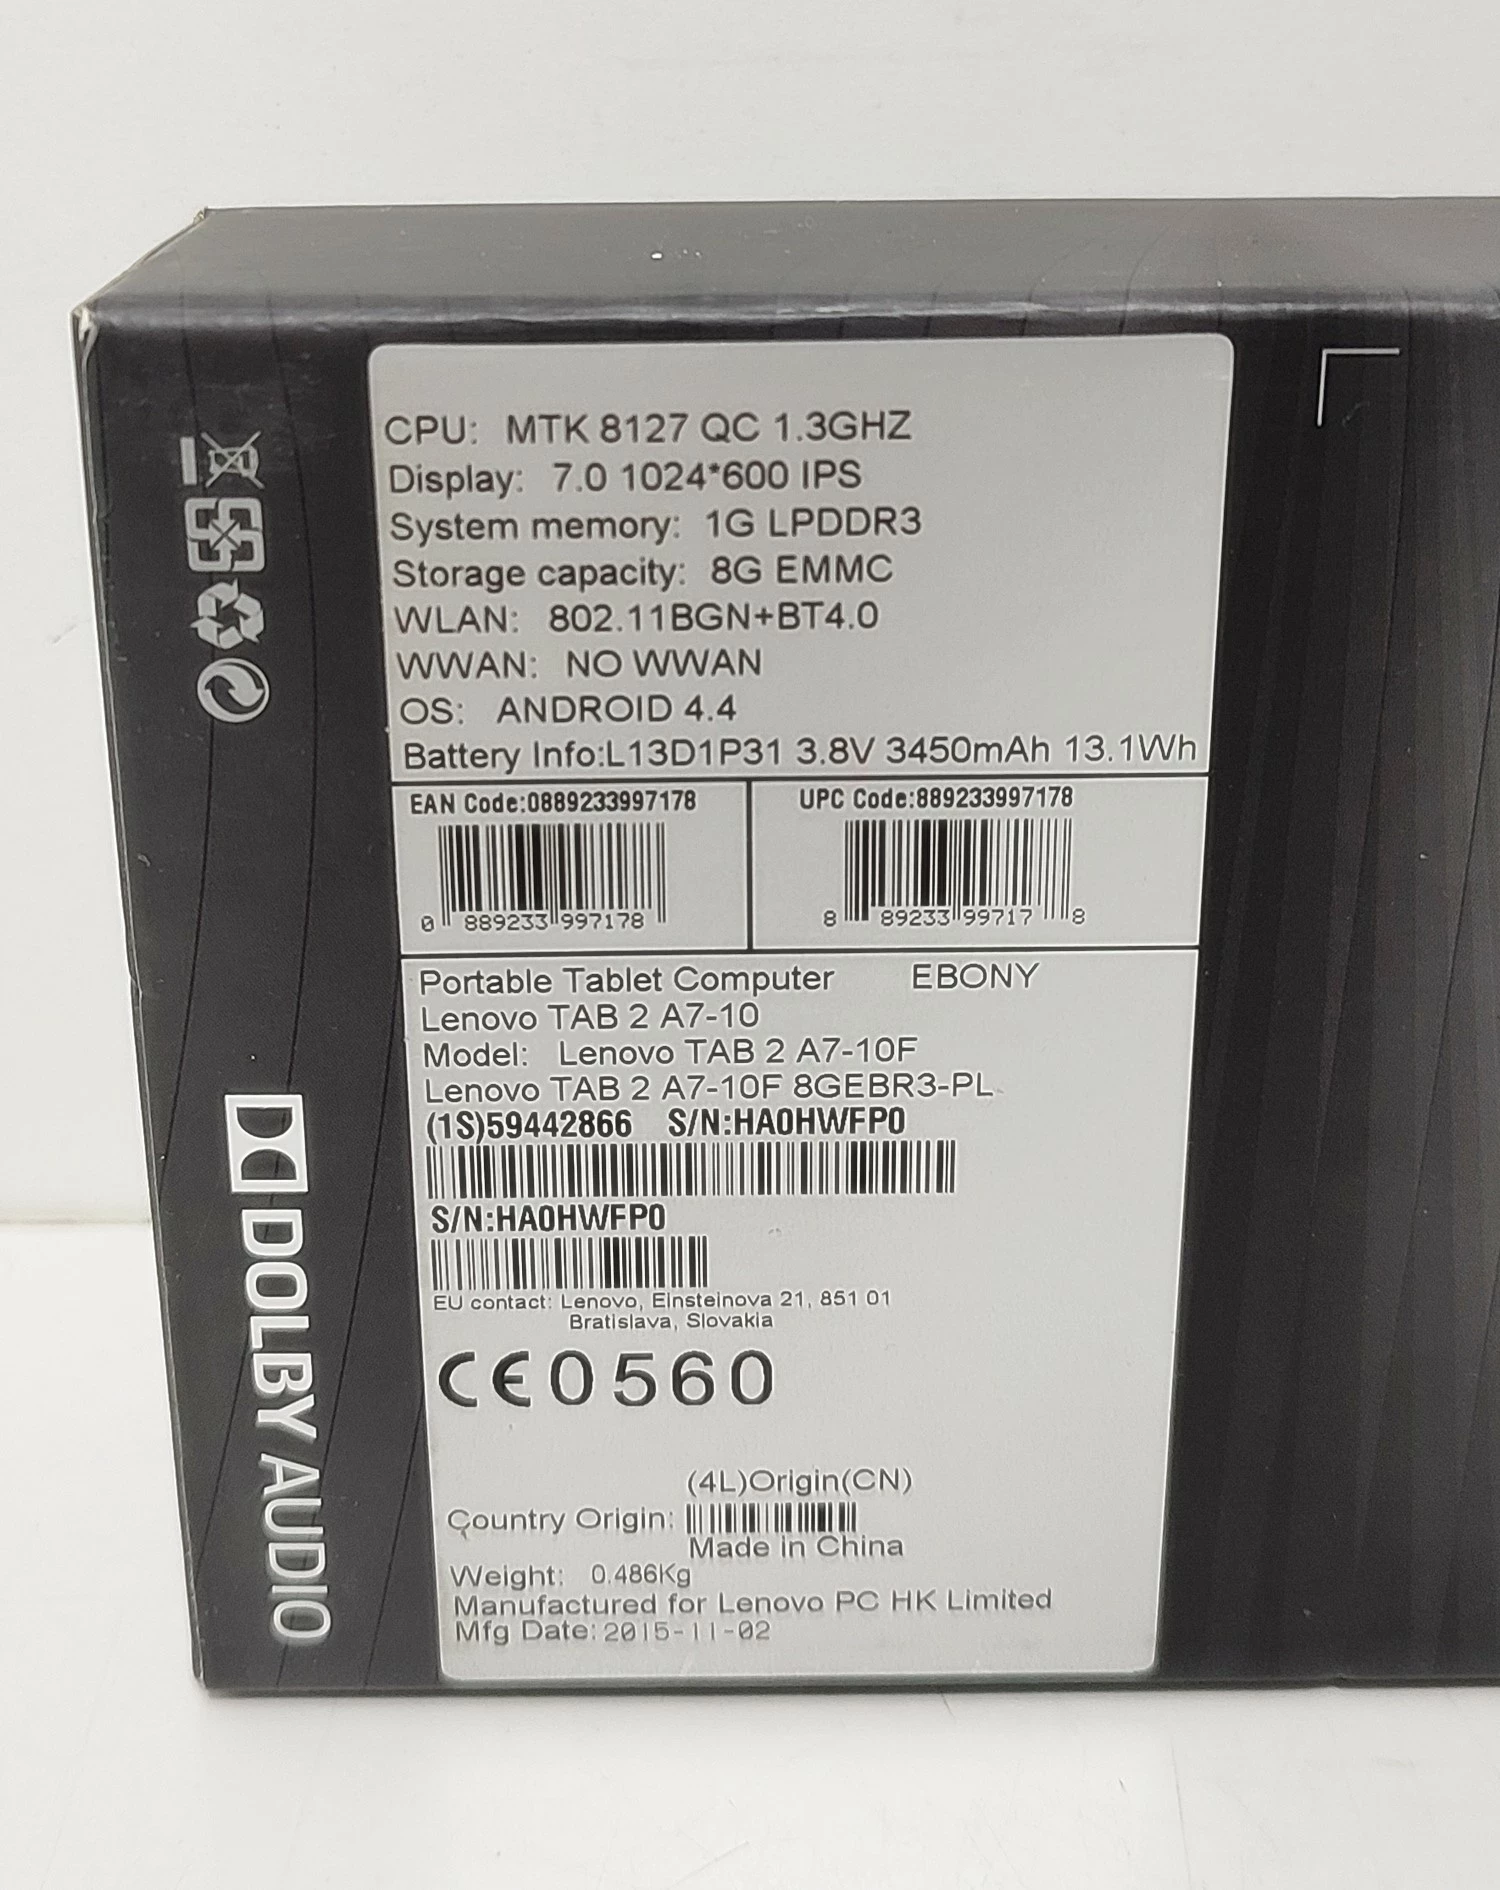 CPU: MTK 8127 QC 1.3GHZ
Display: 7.0 1024*600 IPS
System memory: 1G LPDDR3
Storage capacity: 8G EMMC
WLAN: 802.11BGN+BT4.0
WWAN: NO WWAN
OS: ANDROID 4.4
Battery Info:L13D1P31 3.8V 3450mAh 13.1Wh
EAN Code:0889233997178
0 889233 997178
UPC Code:889233997178
8 89233 99717 8
Portable Tablet Computer EBONY
Lenovo TAB 2 A7-10
Model: Lenovo TAB 2 A7-10F
Lenovo TAB 2 A7-10F 8GEBR3-PL
(1S)59442866 S/N:HA0HWFP0
S/N:HA0HWFP0
EU contact: Lenovo, Einsteinova 21, 851 01
Bratislava, Slovakia
CE0560
(4L)Origin(CN)
Country Origin:
Made in China
Weight: 0.486Kg
Manufactured for Lenovo PC HK Limited
Mfg Date: 2015-11-02
DOLBY AUDIO